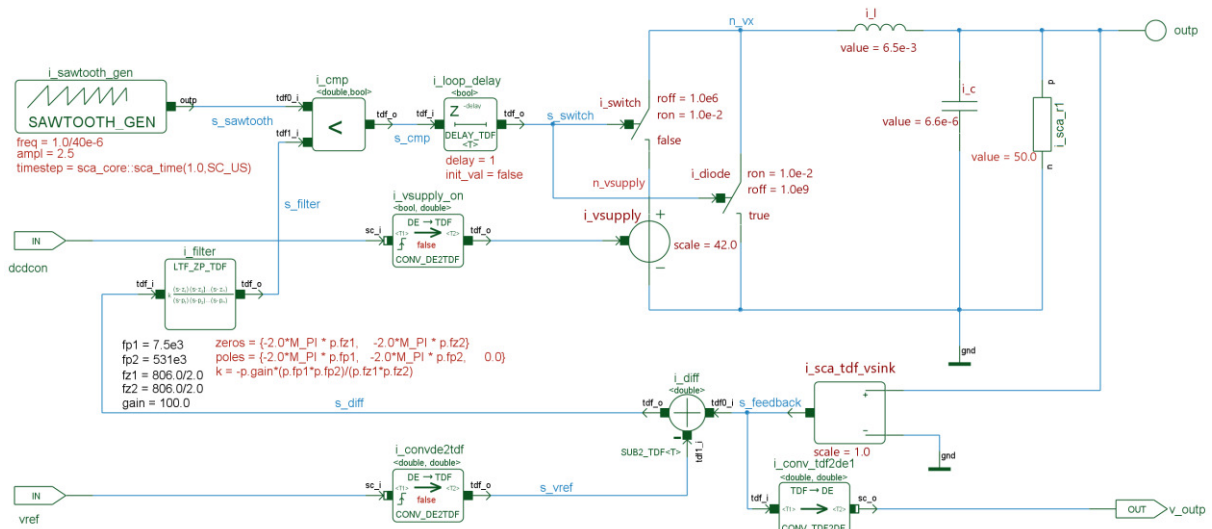 n_vx
i_l
outp
value = 6.5e-3
i_sawtooth_gen
outp
SAWTOOTH_GEN
freq = 1.0/40e-6
ampl = 2.5
timestep = sca_core::sca_time(1.0,SC_US)
s_sawtooth
i_cmp
<double,bool>
tdf0_i
tdf1_i
<
tdf_o
s_cmp
i_loop_delay
<bool>
tdf_i
Z -delay
DELAY_TDF
<T>
tdf_o
delay = 1
init_val = false
s_switch
i_switch
roff = 1.0e6
ron = 1.0e-2
false
i_diode
ron = 1.0e-2
roff = 1.0e9
true
i_c
value = 6.6e-6
p
i_sca_r1
n
value = 50.0
n_vsupply
s_filter
i_vsupply_on
<bool, double>
DE → TDF
sc_i
<T1>
<T2>
false
tdf_o
CONV_DE2TDF
i_vsupply
+
−
scale = 42.0
IN
dcdcon
i_filter
LTF_ZP_TDF
tdf_i
tdf_o
fp1 = 7.5e3
fp2 = 531e3
fz1 = 806.0/2.0
fz2 = 806.0/2.0
gain = 100.0
zeros = {-2.0*M_PI * p.fz1, -2.0*M_PI * p.fz2}
poles = {-2.0*M_PI * p.fp1, -2.0*M_PI * p.fp2, 0.0}
k = -p.gain*(p.fp1*p.fp2)/(p.fz1*p.fz2)
gnd
i_sca_tdf_vsink
+
−
scale = 1.0
gnd
s_diff
i_diff
<double>
tdf_o
tdf0_i
tdf1_i
SUB2_TDF<T>
s_feedback
i_convde2tdf
<double, double>
DE → TDF
sc_i
<T1>
<T2>
false
tdf_o
CONV_DE2TDF
s_vref
IN
vref
i_conv_tdf2de1
<double, double>
TDF → DE
tdf_i
<T1>
<T2>
sc_o
CONV_TDF2DE
OUT
v_outp